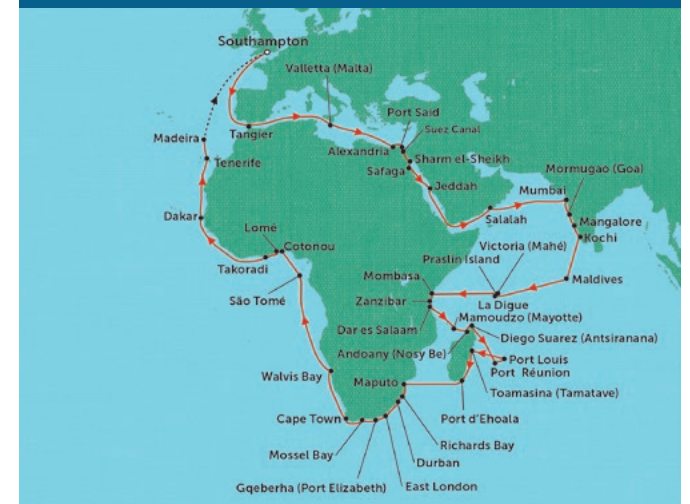 Southampton
Valletta (Malta)
Port Said
Suez Canal
Madeira
Tangier
Alexandria
Sharm el-Sheikh
Tenerife
Safaga
Mormugao (Goa)
Jeddah
Mumbai
Dakar
Salalah
Mangalore
Lomé
Kochi
Cotonou
Victoria (Mahé)
Praslin Island
Takoradi
Mombasa
Maldives
São Tomé
Zanzibar
La Digue
Mamoudzo (Mayotte)
Dar es Salaam
Diego Suarez (Antsiranana)
Andoany (Nosy Be)
Port Louis
Port Réunion
Walvis Bay
Maputo
Toamasina (Tamatave)
Cape Town
Port d'Ehoala
Richards Bay
Mossel Bay
Durban
Gqeberha (Port Elizabeth)
East London